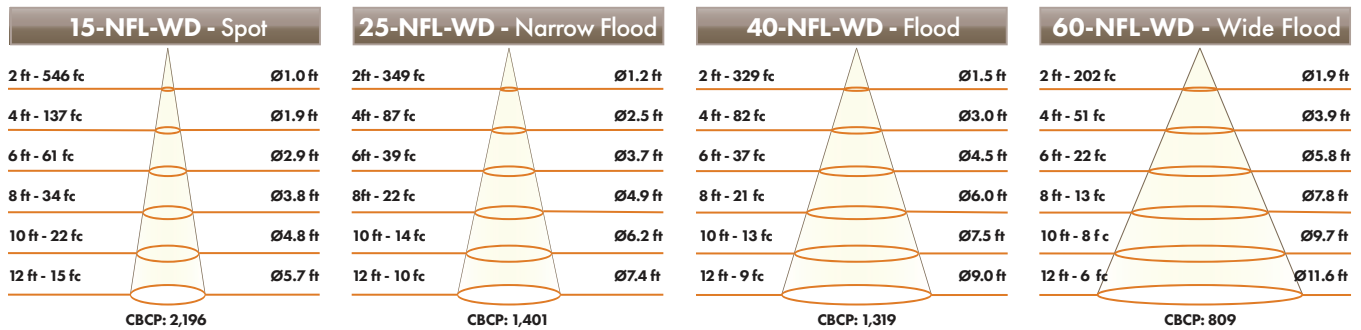 15-NFL-WD - Spot
2 ft - 546 fc Ø1.0 ft
4 ft - 137 fc Ø1.9 ft
6 ft - 61 fc Ø2.9 ft
8 ft - 34 fc Ø3.8 ft
10 ft - 22 fc Ø4.8 ft
12 ft - 15 fc Ø5.7 ft
CBCP: 2,196
25-NFL-WD - Narrow Flood
2ft - 349 fc Ø1.2 ft
4ft - 87 fc Ø2.5 ft
6ft - 39 fc Ø3.7 ft
8ft - 22 fc Ø4.9 ft
10 ft - 14 fc Ø6.2 ft
12 ft - 10 fc Ø7.4 ft
CBCP: 1,401
40-NFL-WD - Flood
2 ft - 329 fc Ø1.5 ft
4 ft - 82 fc Ø3.0 ft
6 ft - 37 fc Ø4.5 ft
8 ft - 21 fc Ø6.0 ft
10 ft - 13 fc Ø7.5 ft
12 ft - 9 fc Ø9.0 ft
CBCP: 1,319
60-NFL-WD - Wide Flood
2 ft - 202 fc Ø1.9 ft
4 ft - 51 fc Ø3.9 ft
6 ft - 22 fc Ø5.8 ft
8 ft - 13 fc Ø7.8 ft
10 ft - 8 f c Ø9.7 ft
12 ft - 6 fc Ø11.6 ft
CBCP: 809